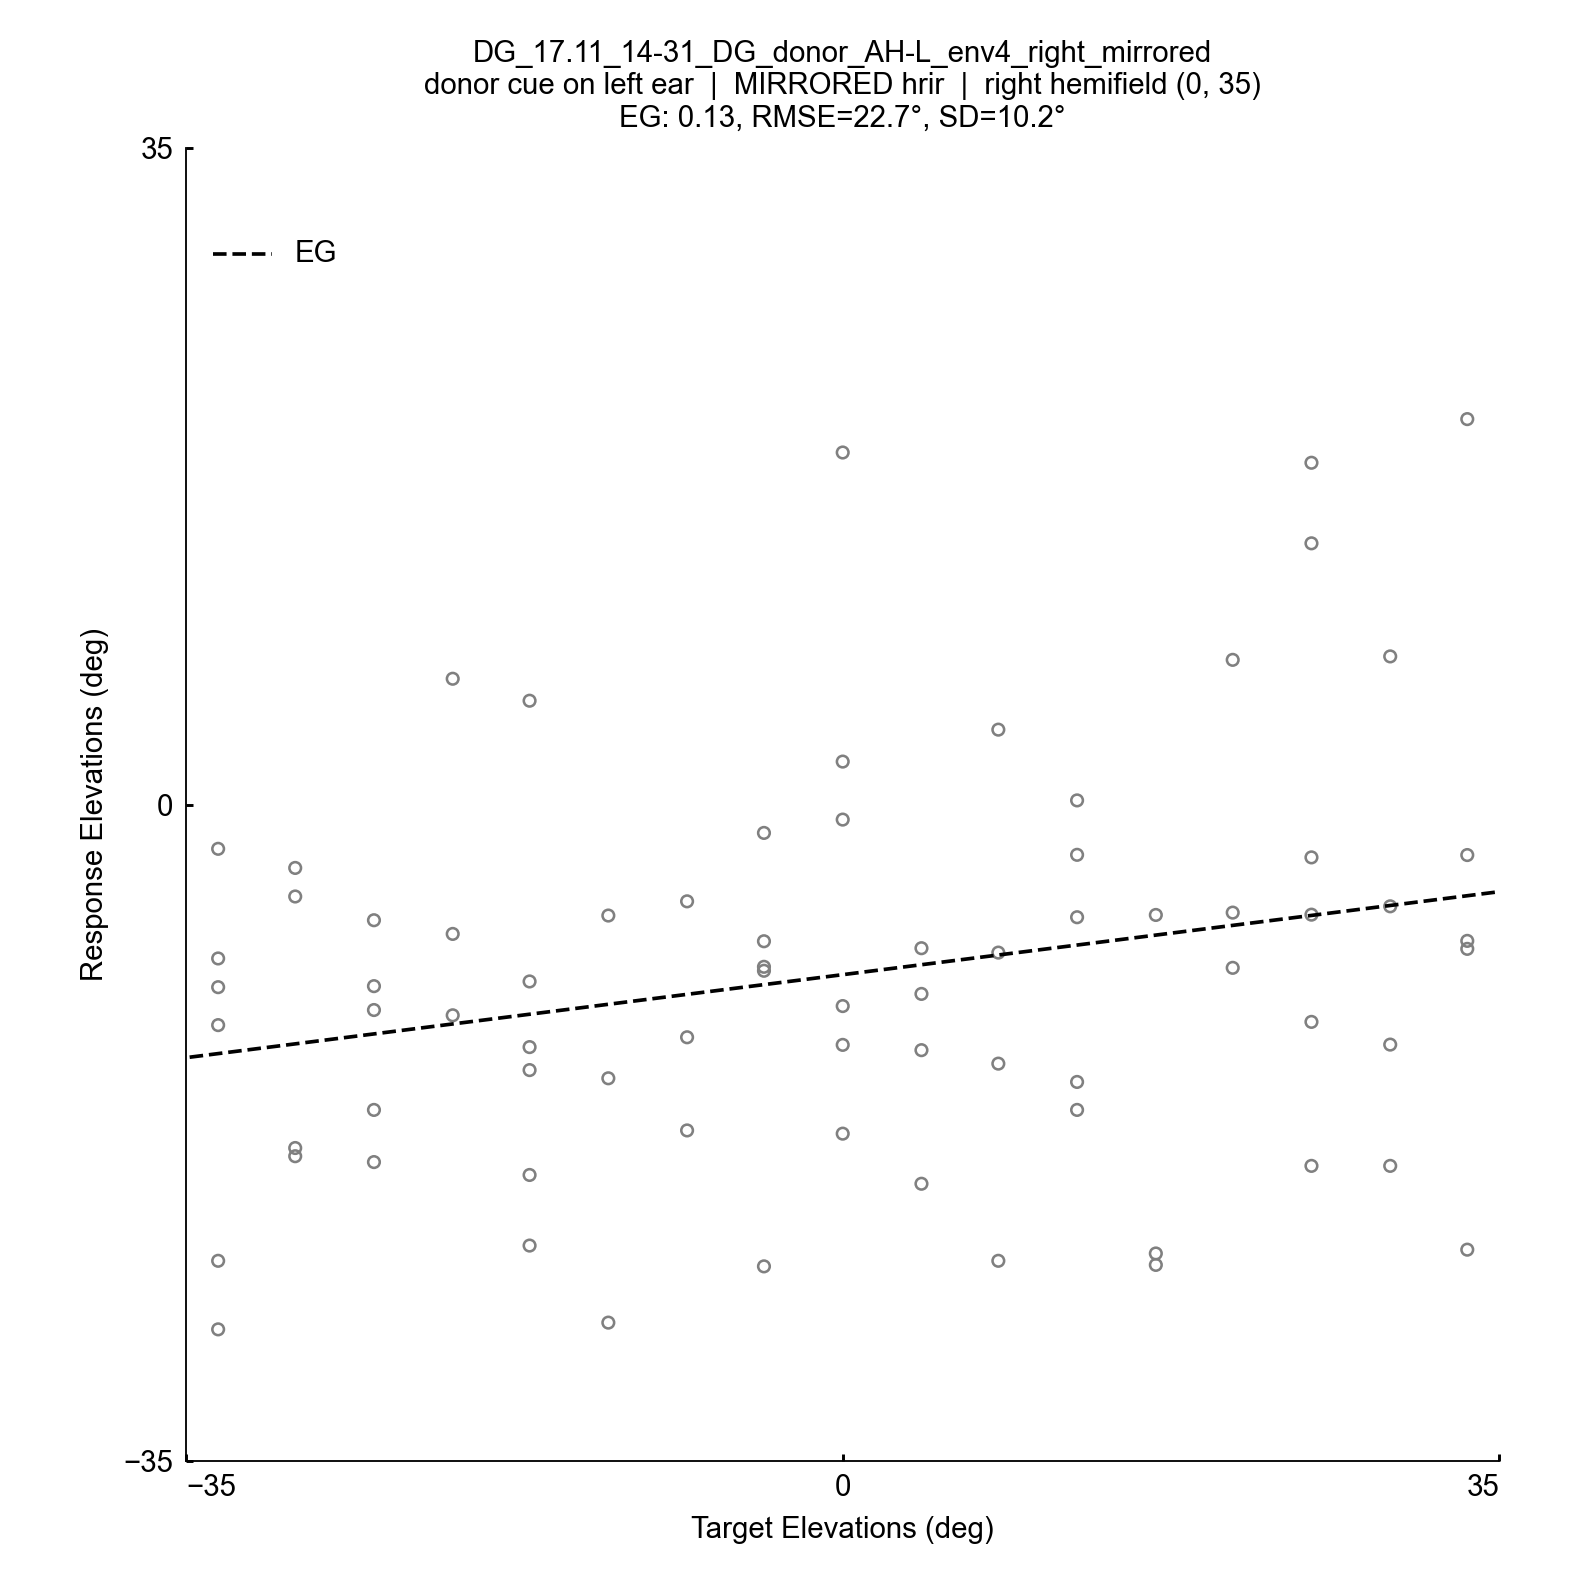 DG_17.11_14-31_DG_donor_AH-L_env4_right_mirrored
donor cue on left ear | MIRRORED hrir | right hemifield (0, 35)
EG: 0.13, RMSE=22.7°, SD=10.2°
35
EG
0
Response Elevations (deg)
−35
−35
0
35
Target Elevations (deg)